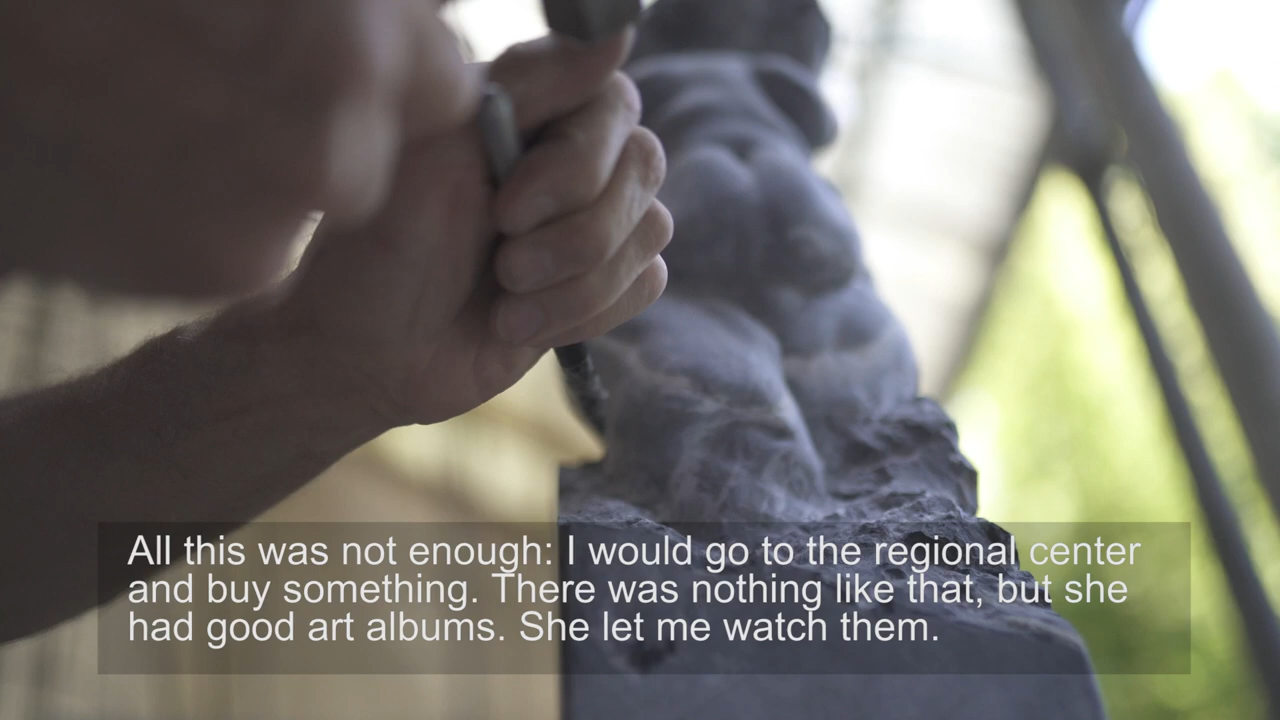 All this was not enough: I would go to the regional center
and buy something. There was nothing like that, but she
had good art albums. She let me watch them.